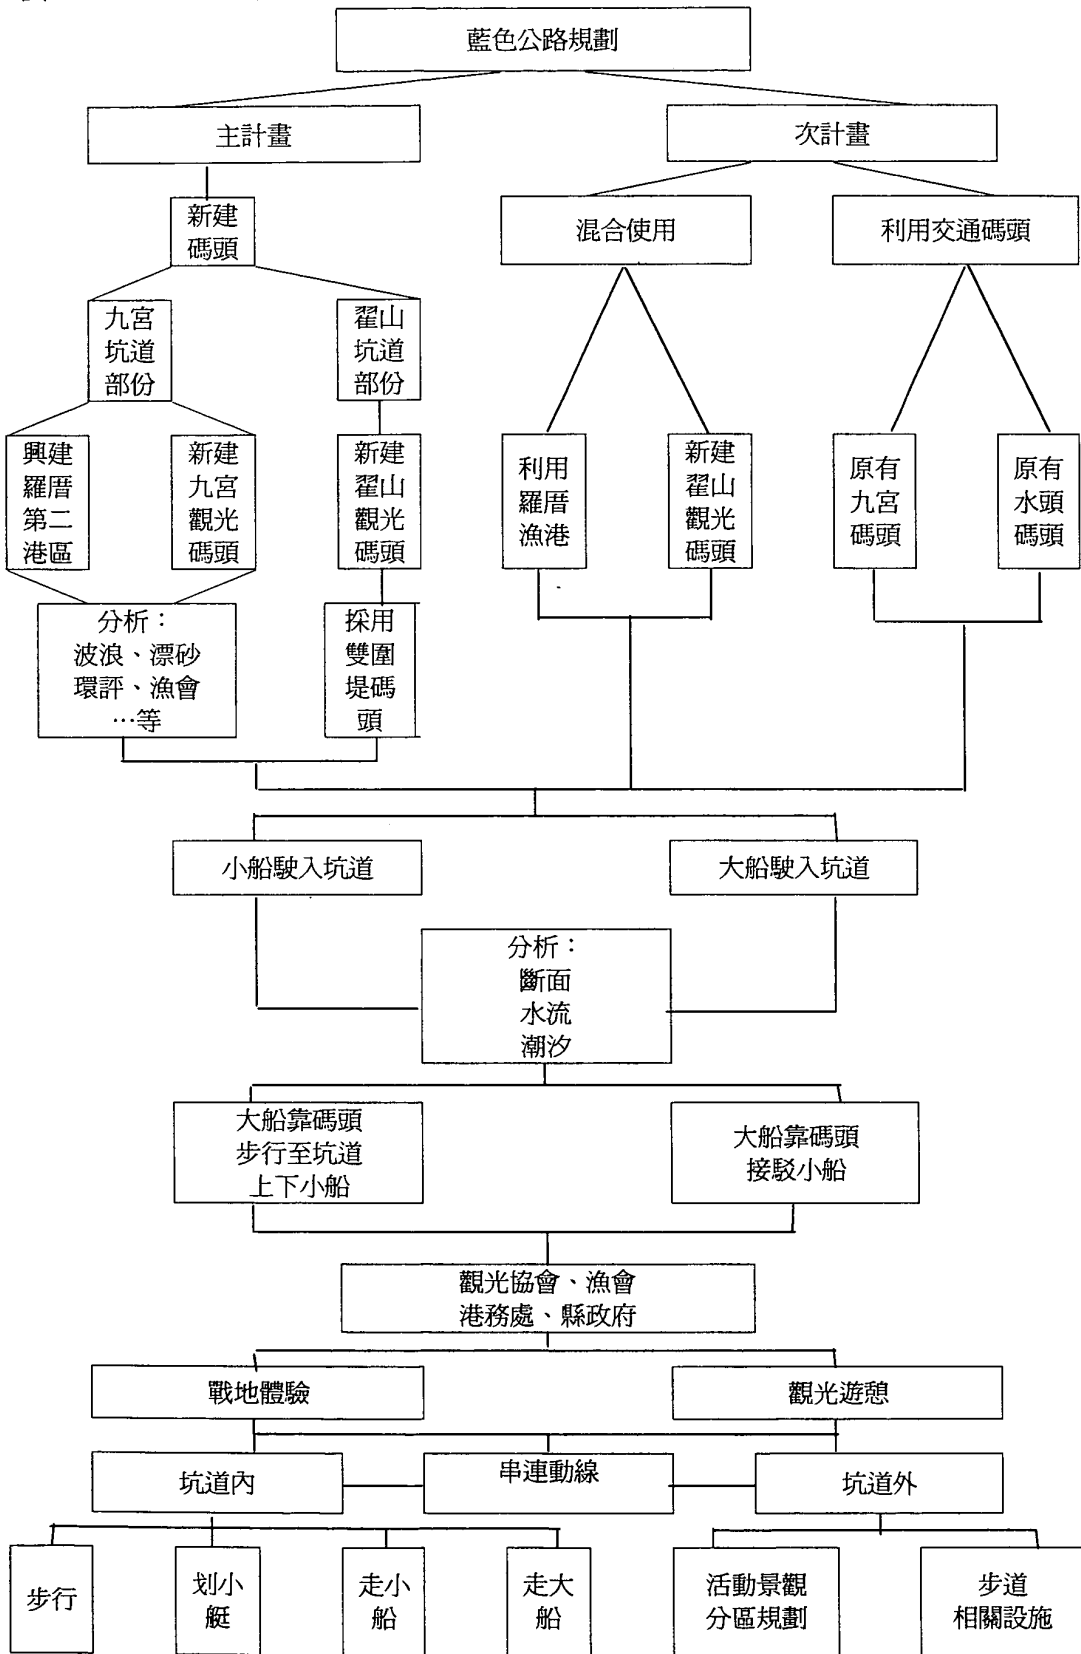 藍色公路規劃
主計畫
次計畫
新建
碼頭
混合使用
利用交通碼頭
九宮
坑道
部份
翟山
坑道
部份
興建
羅厝
第二
港區
新建
九宮
觀光
碼頭
新建
翟山
觀光
碼頭
利用
羅厝
漁港
新建
翟山
觀光
碼頭
原有
九宮
碼頭
原有
水頭
碼頭
分析：
波浪、漂砂
環評、漁會
…等
採用
雙圍
堤碼
頭
小船駛入坑道
大船駛入坑道
分析：
斷面
水流
潮汐
大船靠碼頭
步行至坑道
上下小船
大船靠碼頭
接駁小船
觀光協會、漁會
港務處、縣政府
戰地體驗
觀光遊憩
坑道內
串連動線
坑道外
步行
划小
艇
走小
船
走大
船
活動景觀
分區規劃
步道
相關設施